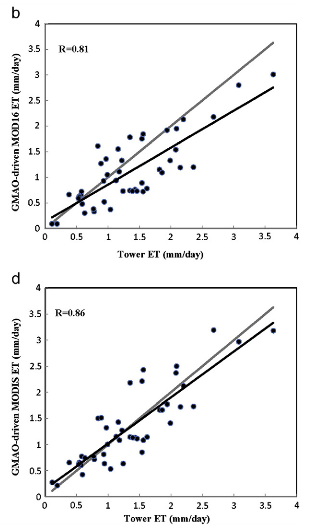 b
R=0.81
GMAO-driven MOD16 ET (mm/day)
4
3.5
3
2.5
2
1.5
1
0.5
0
0 0.5 1 1.5 2 2.5 3 3.5 4
Tower ET (mm/day)
d
R=0.86
GMAO-driven MODIS ET (mm/day)
4
3.5
3
2.5
2
1.5
1
0.5
0
0 0.5 1 1.5 2 2.5 3 3.5 4
Tower ET (mm/day)